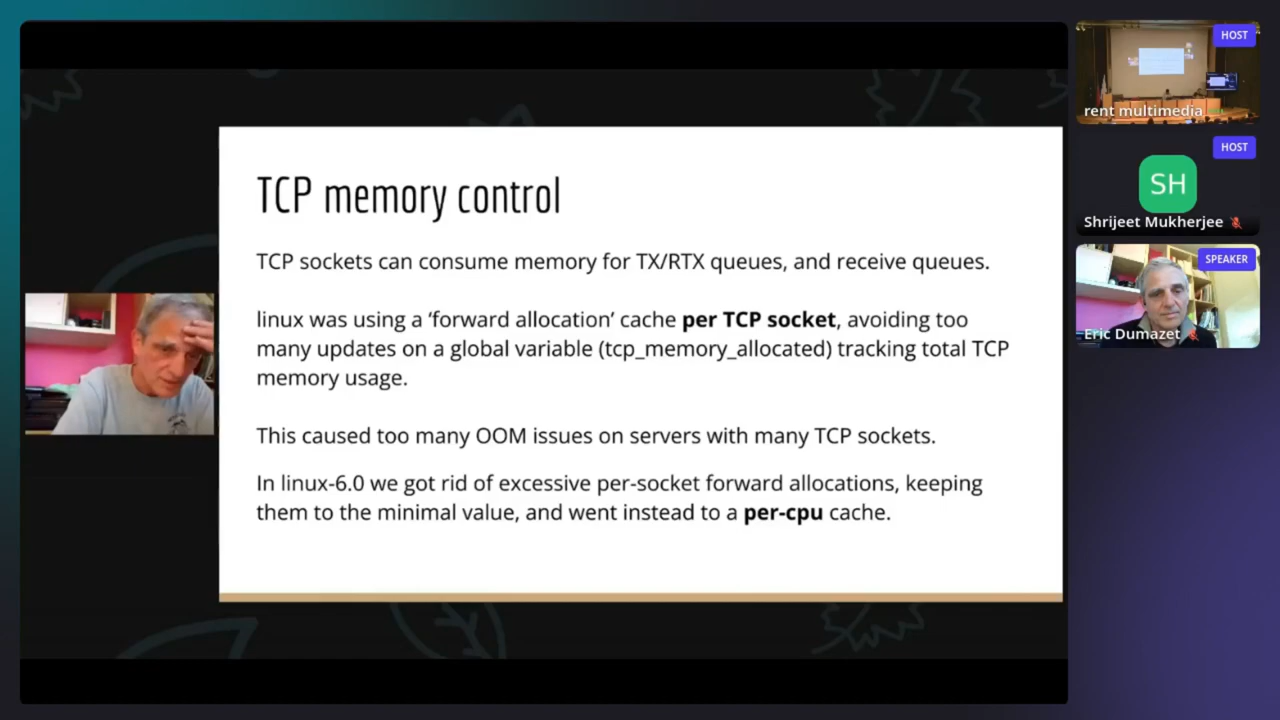 TCP memory control
TCP sockets can consume memory for TX/RTX queues, and receive queues.
linux was using a ‘forward allocation’ cache per TCP socket, avoiding too
many updates on a global variable (tcp_memory_allocated) tracking total TCP
memory usage.
This caused too many OOM issues on servers with many TCP sockets.
In linux-6.0 we got rid of excessive per-socket forward allocations, keeping
them to the minimal value, and went instead to a per-cpu cache.
HOST
rent multimedia
HOST
SH
Shrijeet Mukherjee
SPEAKER
Eric Dumazet